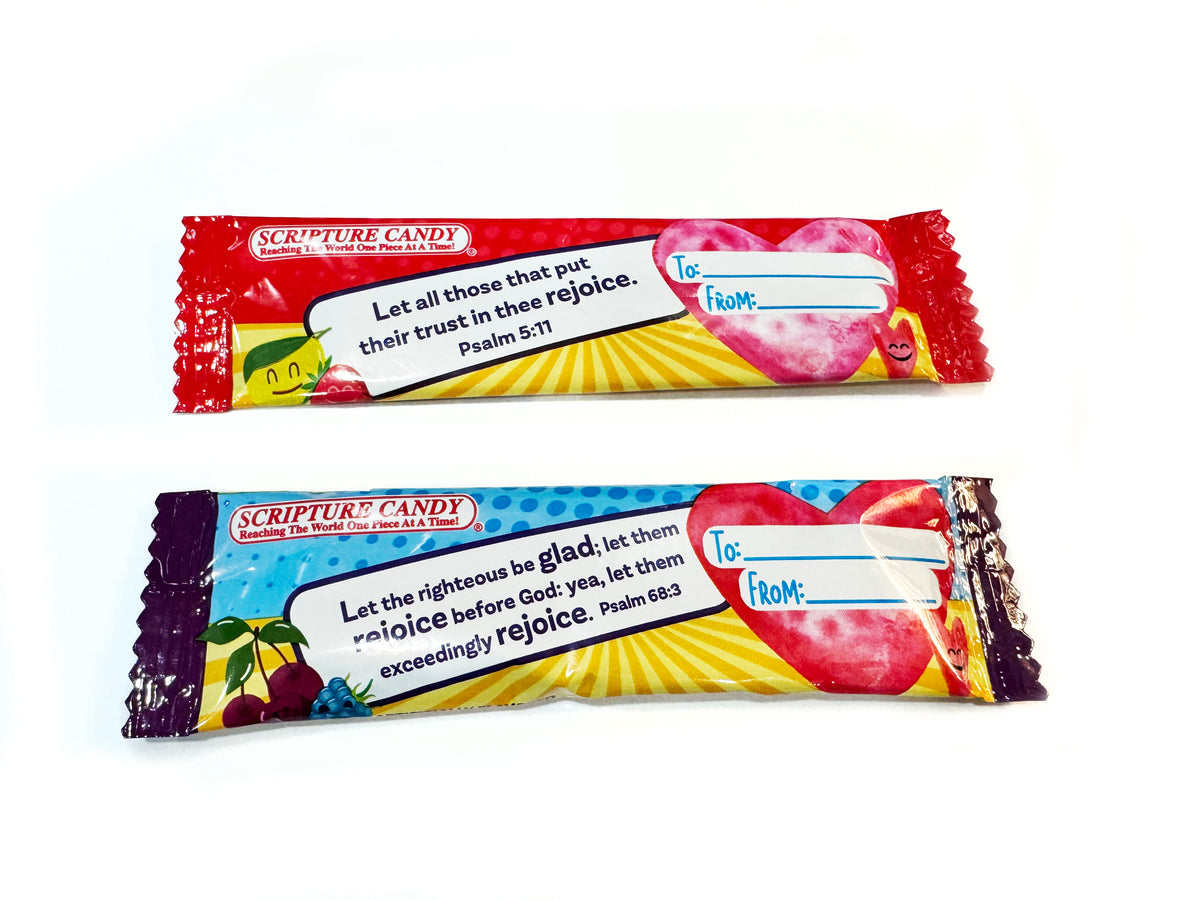 SCRIPTURE CANDY
Reaching The World One Piece At A Time!
®
Let all those that put
their trust in thee rejoice.
Psalm 5:11
To:
FROM:
SCRIPTURE CANDY
Reaching The World One Piece At A Time!
®
Let the righteous be glad; let them
rejoice before God: yea, let them
exceedingly rejoice. Psalm 68:3
To:
FROM: